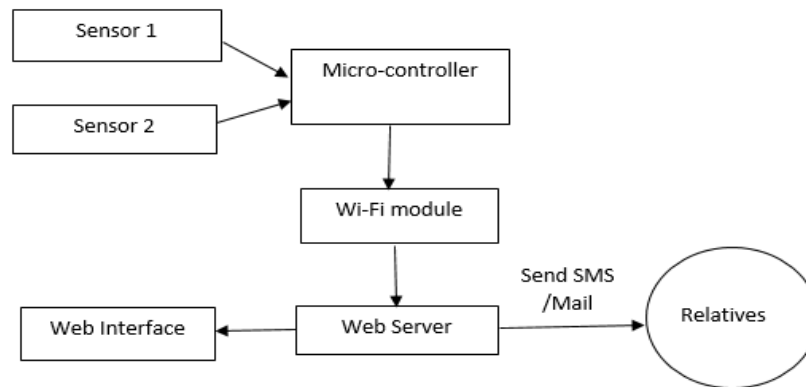 Sensor 1
Micro-controller
Sensor 2
Wi-Fi module
Send SMS
/Mail
Relatives
Web Interface
Web Server